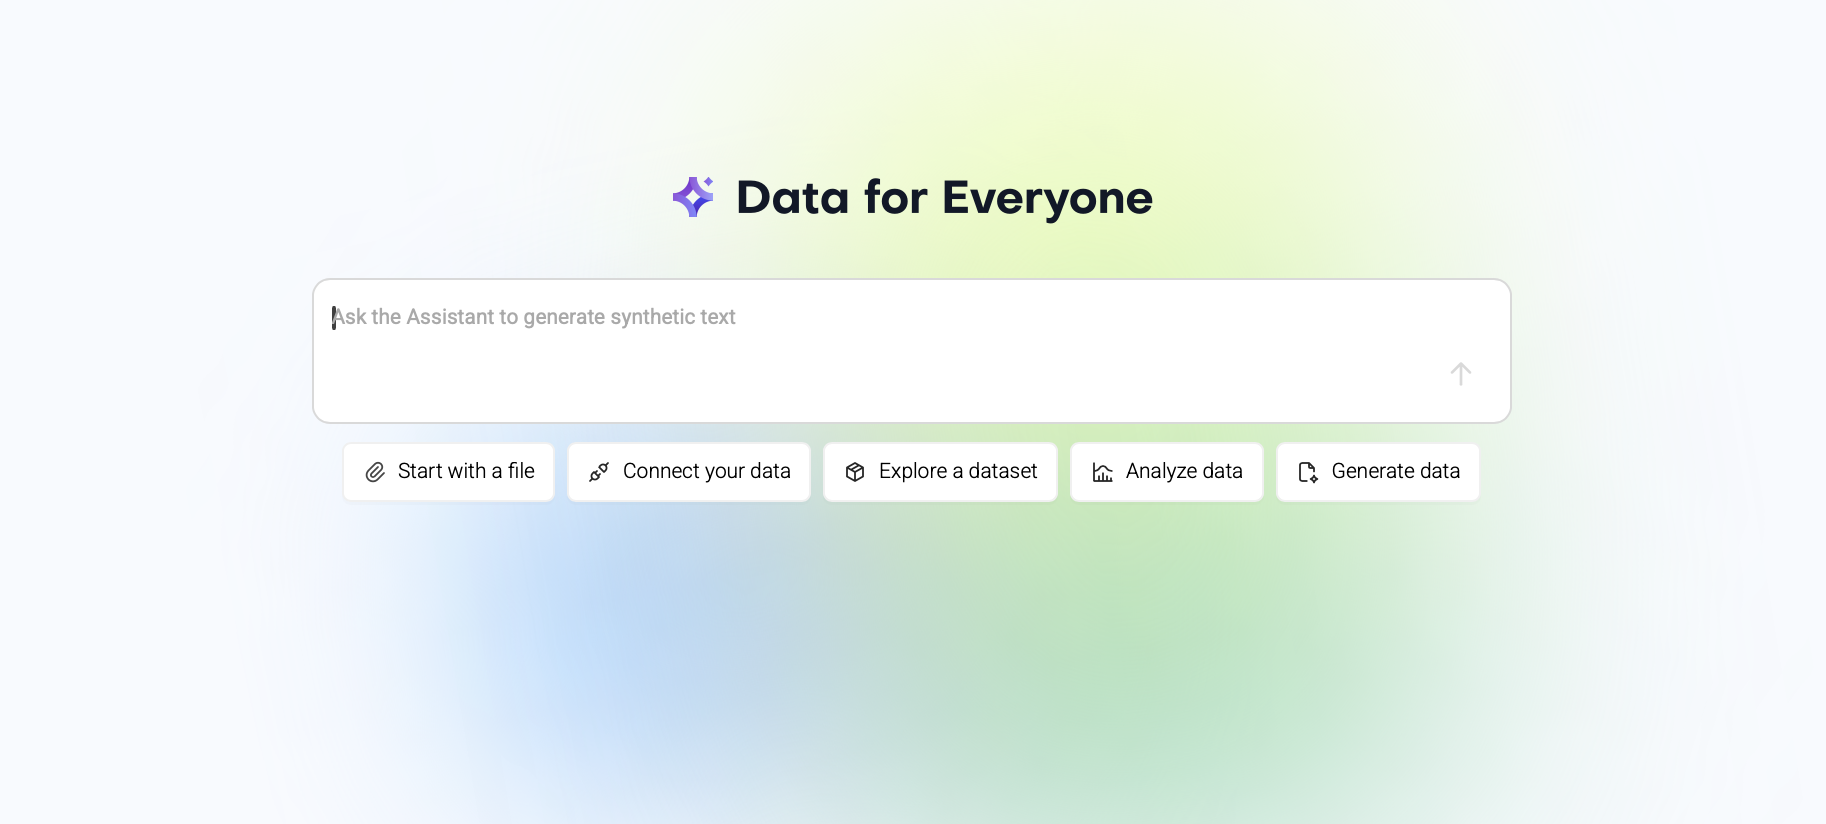 Data for Everyone
Ask the Assistant to generate synthetic text
Start with a file
Connect your data
Explore a dataset
Analyze data
Generate data